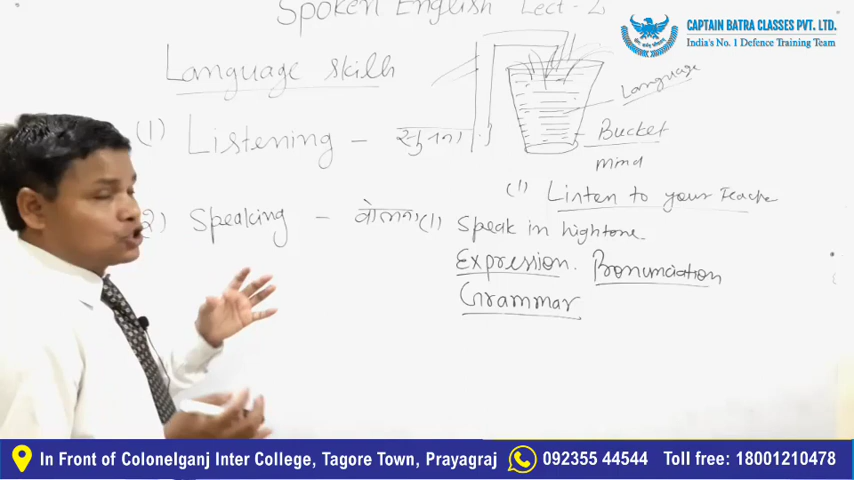 Spoken English Lect-2
CAPTAIN BATRA CLASSES PVT. LTD.
India's No. 1 Defence Training Team
Language skills
Language
(1) Listening - सुनना
Bucket
mind
(1) Listen to your Teacher
2) Speaking - बोलना (1) Speak in hightone
Expression. Pronunciation
Grammar
In Front of Colonelganj Inter College, Tagore Town, Prayagraj 092355 44544 Toll free: 18001210478